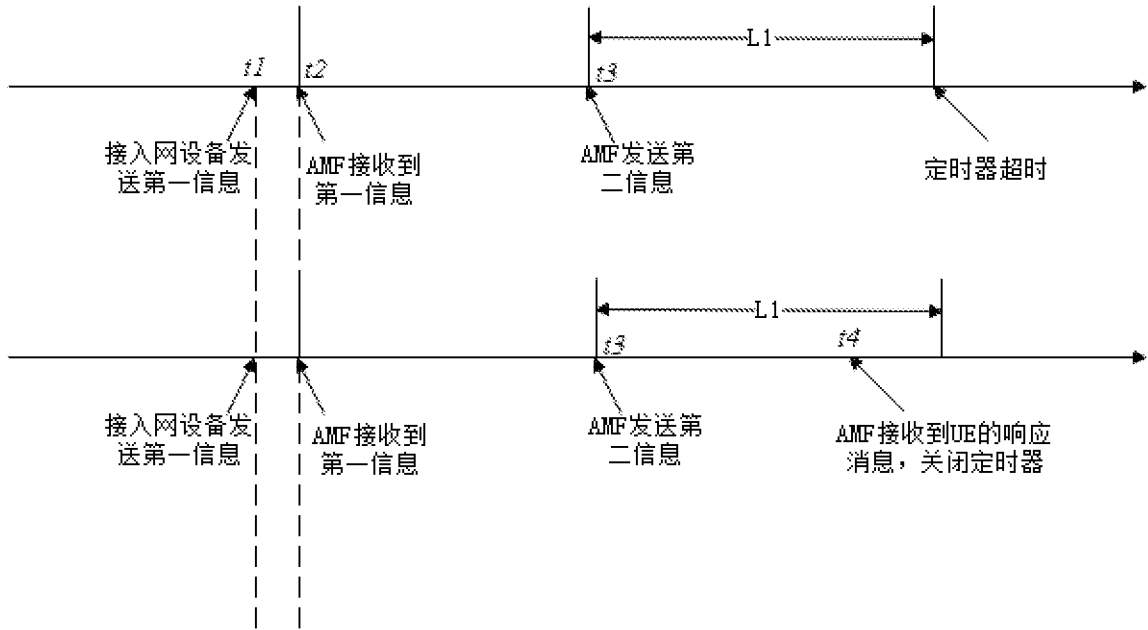 L1
t1
t2
t3
接入网设备发
送第一信息
AMF接收到
第一信息
AMF发送第
二信息
定时器超时
L1
t3
t4
接入网设备发
送第一信息
AMF接收到
第一信息
AMF发送第
二信息
AMF接收到UE的响应
消息，关闭定时器